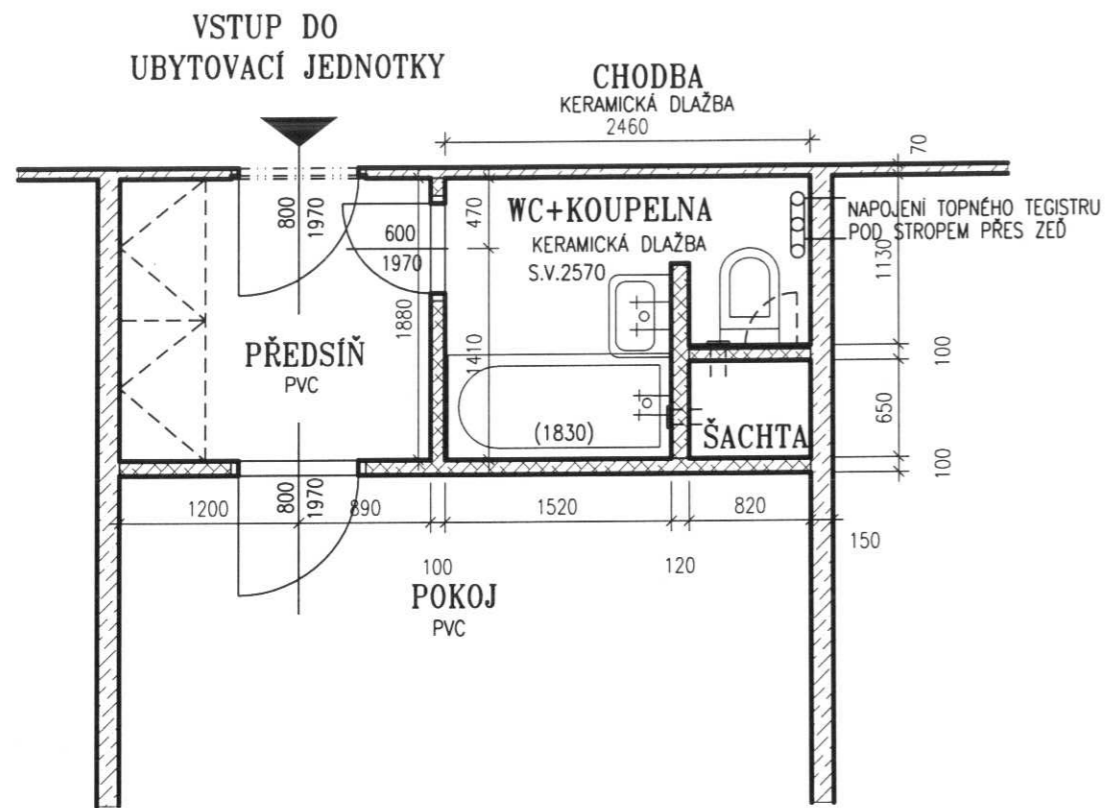 VSTUP DO
UBYTOVACÍ JEDNOTKY
CHODBA
KERAMICKÁ DLAŽBA
2460
70
800
1970
600
1970
470
WC+KOUPELNA
KERAMICKÁ DLAŽBA
S.V.2570
NAPOJENÍ TOPNÉHO TEGISTRU
POD STROPEM PŘES ZEĎ
1130
1880
1410
PŘEDSÍŇ
PVC
100
650
(1830)
ŠACHTA
100
1200
800
1970
890
1520
820
150
100
120
POKOJ
PVC